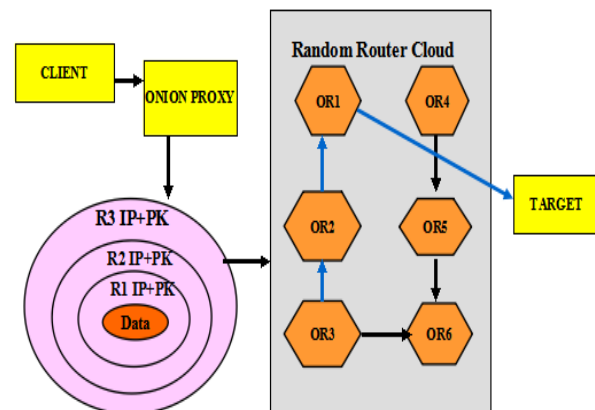 CLIENT
ONION PROXY
R3 IP+PK
R2 IP+PK
R1 IP+PK
Data
Random Router Cloud
OR1
OR4
OR2
OR5
OR3
OR6
TARGET